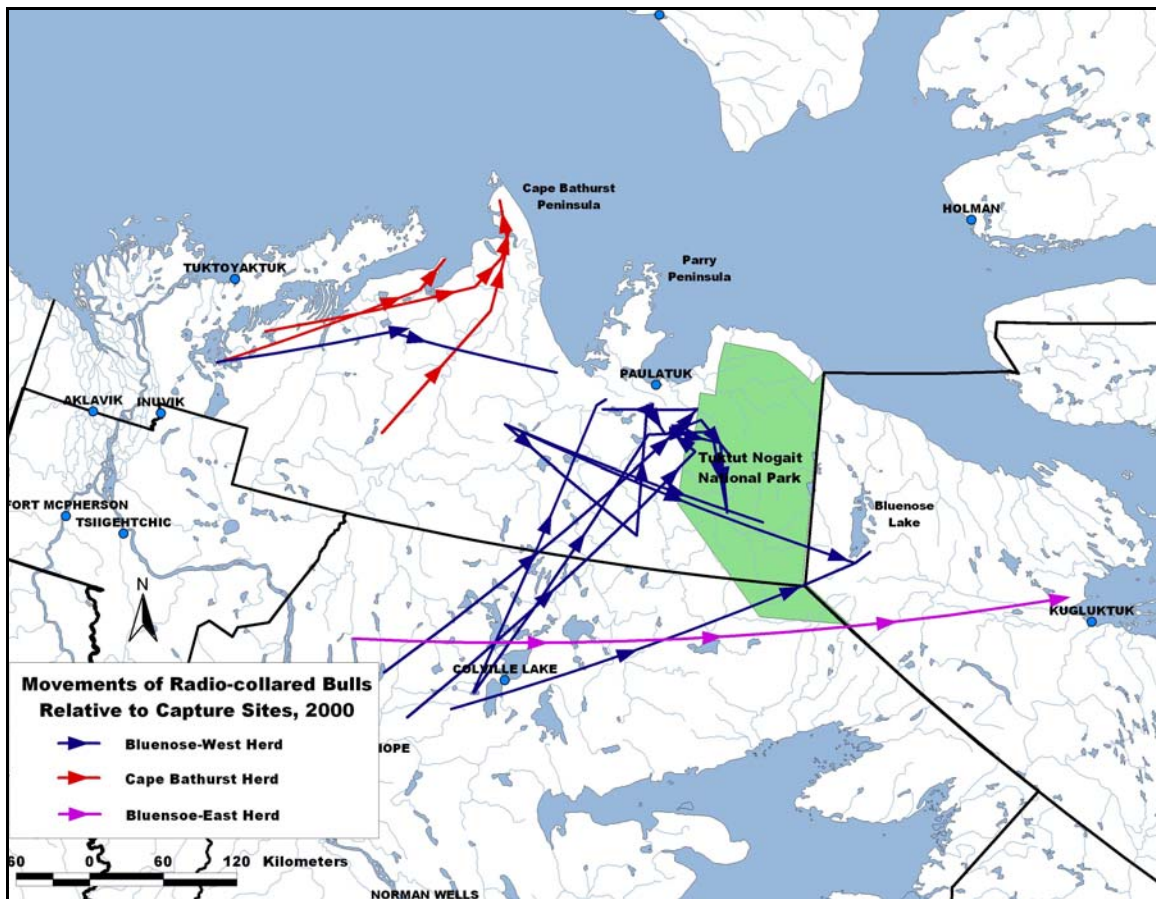 Cape Bathurst
Peninsula
HOLMAN
TUKTOYAKTUK
Parry
Peninsula
PAULATUK
AKLAVIK
INUVIK
Tuktut Nogait
National Park
FORT MCPHERSON
TSIIGEHTCHIC
Bluenose
Lake
N
KUGLUKTUK
COLVILLE LAKE
Movements of Radio-collared Bulls
Relative to Capture Sites, 2000
Bluenose-West Herd
HOPE
Cape Bathurst Herd
Bluensoe-East Herd
60 0 60 120 Kilometers
NORMAN WELLS